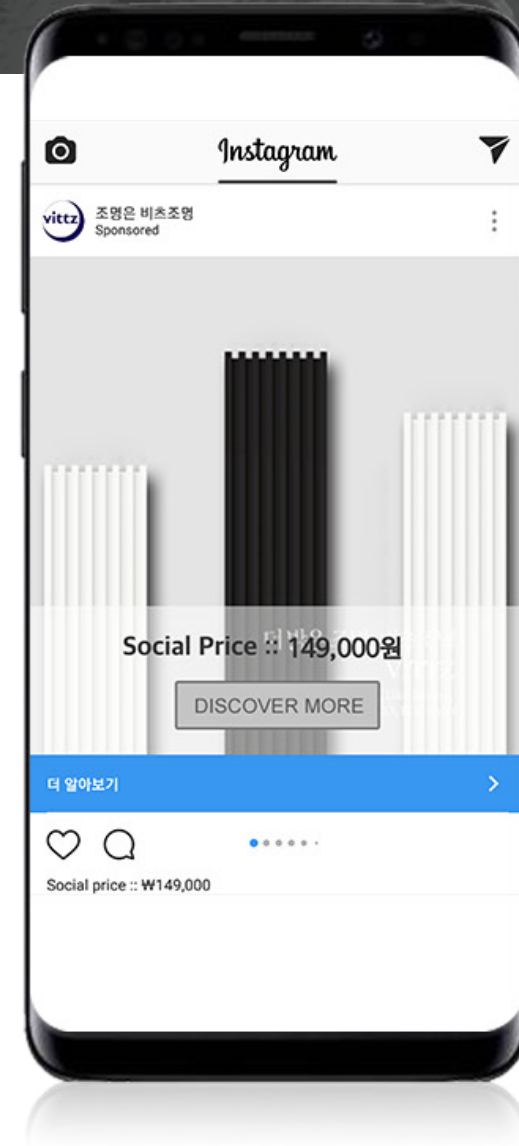 Instagram
vittz
조명은 비츠조명
Sponsored
Social Price :: 149,000원
DISCOVER MORE
더 알아보기
Social price :: ₩149,000